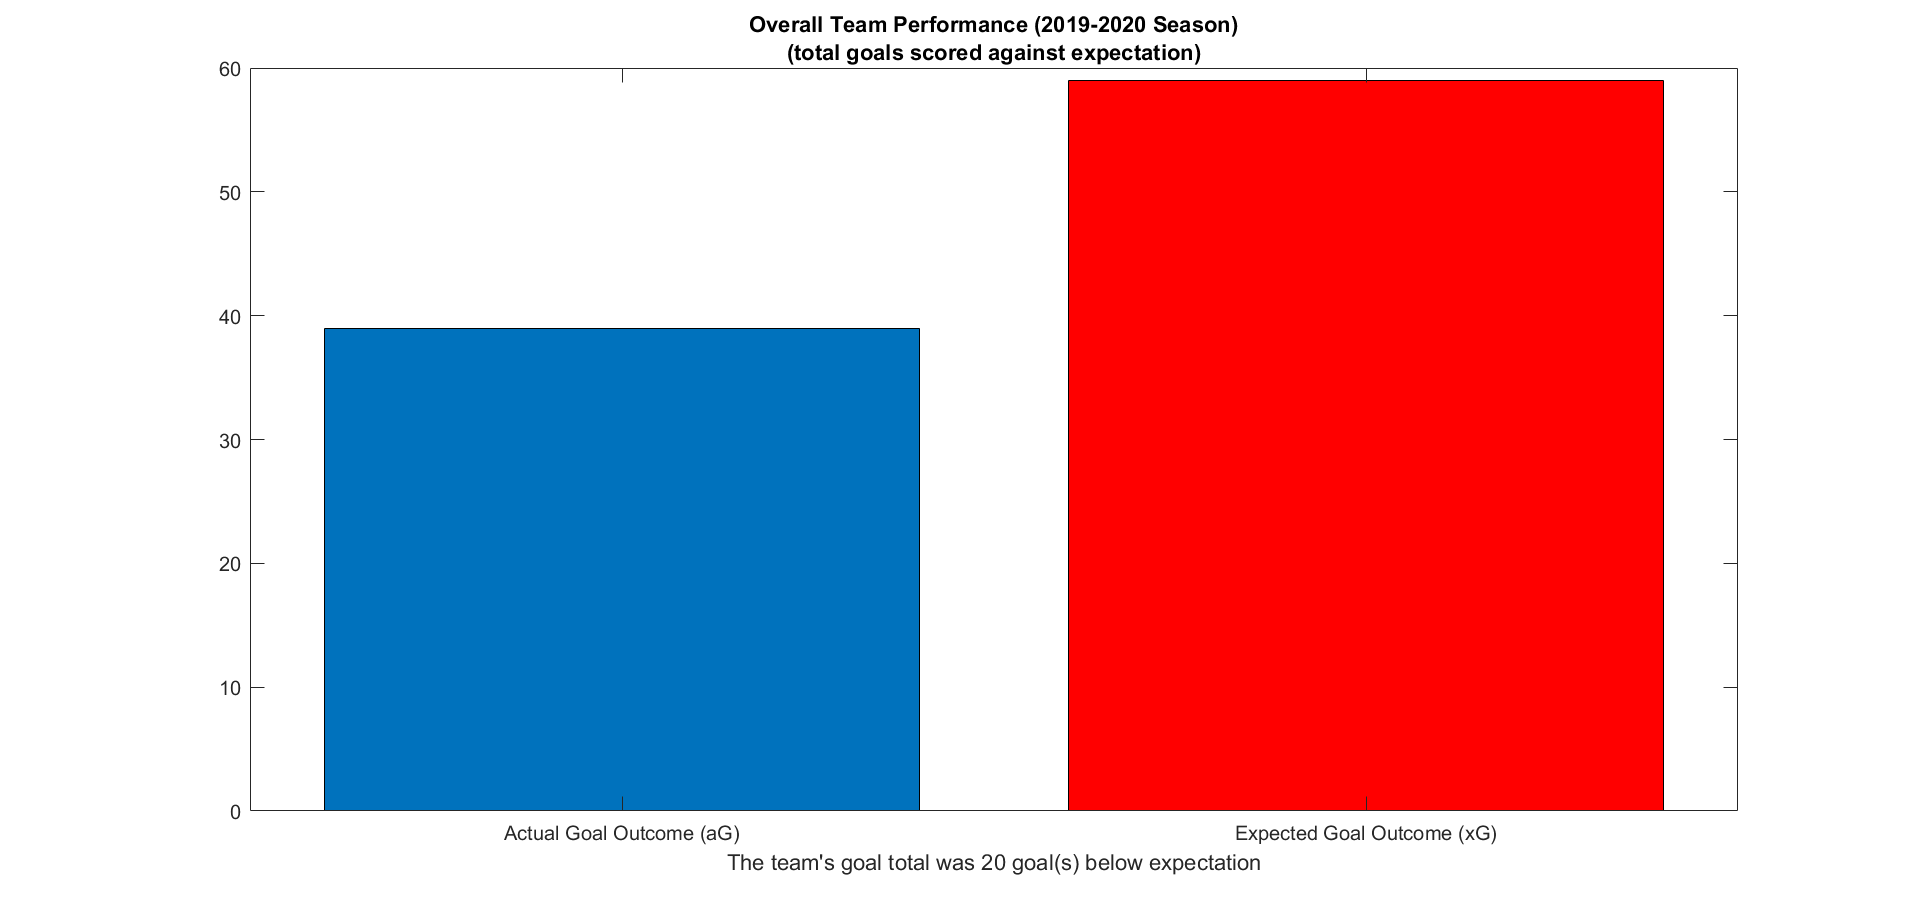 Overall Team Performance (2019-2020 Season)
(total goals scored against expectation)
60
50
40
30
20
10
0
Actual Goal Outcome (aG)
Expected Goal Outcome (xG)
The team's goal total was 20 goal(s) below expectation